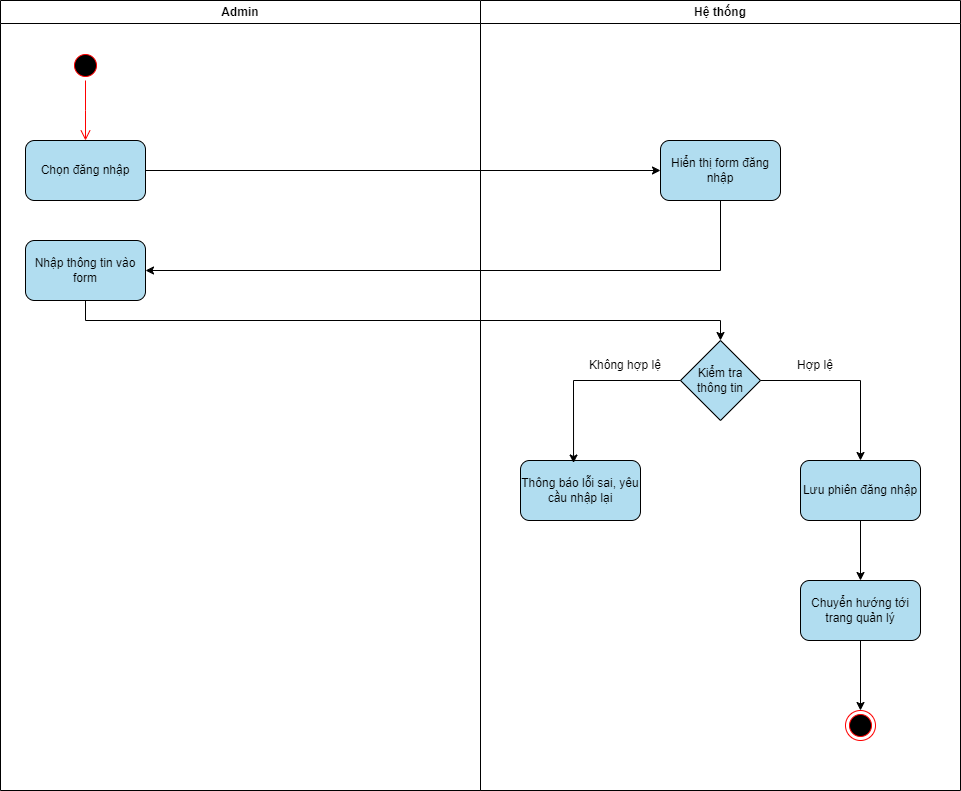 Admin
Hệ thống
Chọn đăng nhập
Hiển thị form đăng
nhập
Nhập thông tin vào
form
Không hợp lệ
Hợp lệ
Kiểm tra
thông tin
Thông báo lỗi sai, yêu
cầu nhập lại
Lưu phiên đăng nhập
Chuyển hướng tới
trang quản lý